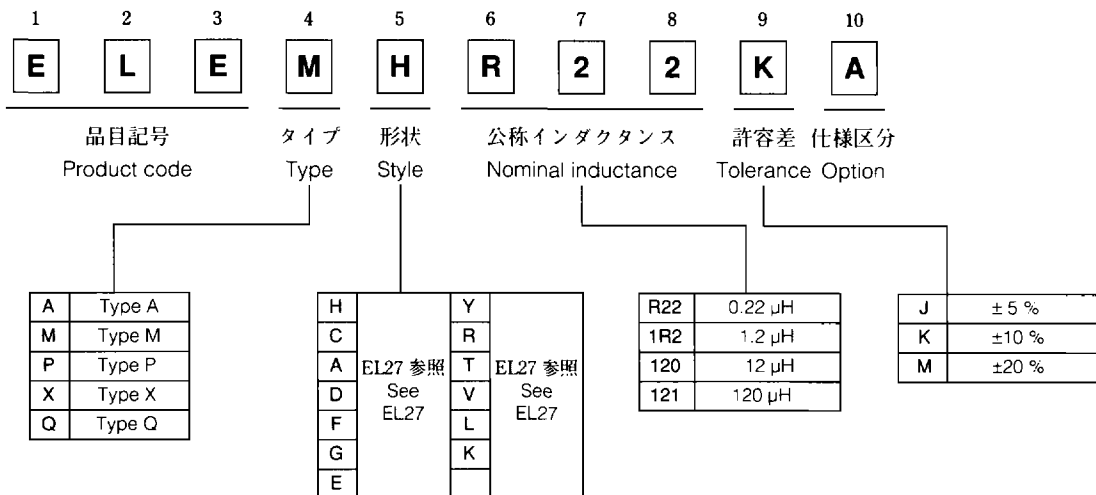 1 2 3 4 5 6 7 8 9 10
E L E M H R 2 2 K A
品目記号 タイプ 形状 公称インダクタンス 許容差 仕様区分
Product code Type Style Nominal inductance Tolerance Option
A Type A
M Type M
P Type P
X Type X
Q Type Q
H
C
A
D
F
G
E
EL27 参照
See
EL27
Y
R
T
V
L
K
EL27 参照
See
EL27
R22 0.22 μH
1R2 1.2 μH
120 12 μH
121 120 μH
J ± 5 %
K ±10 %
M ±20 %